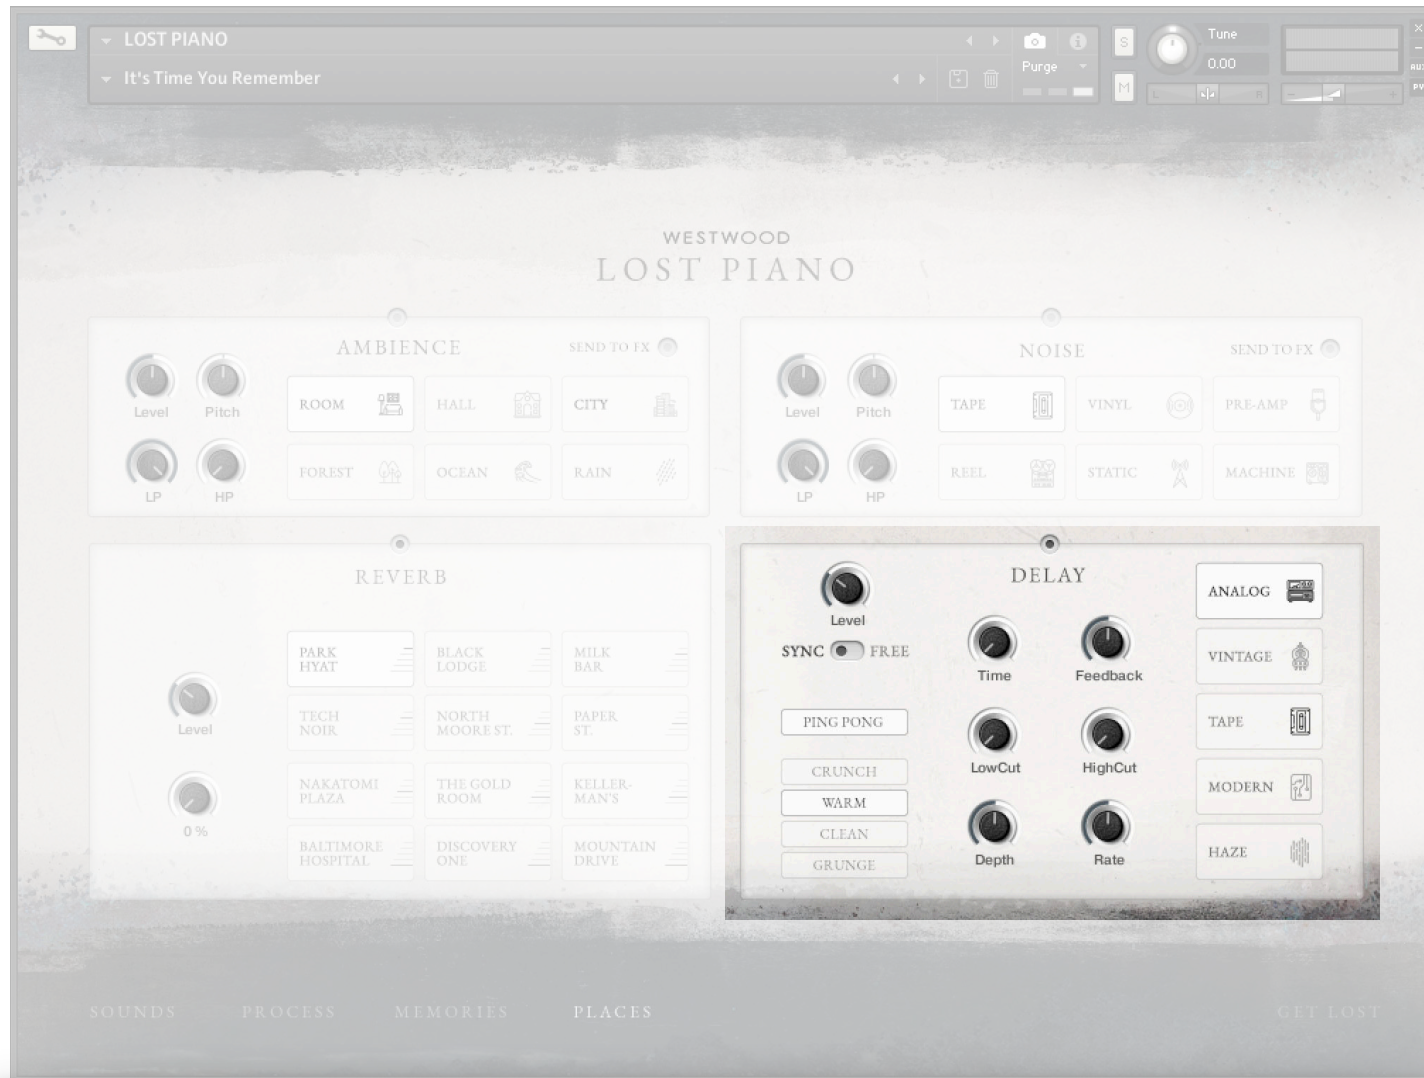 LOST PIANO
It's Time You Remember
Purge
S
M
Tune
0.00
L R
- +
X
AUX
PV
WESTWOOD
LOST PIANO
AMBIENCE
SEND TO FX
Level
Pitch
LP
HP
ROOM
HALL
CITY
FOREST
OCEAN
RAIN
NOISE
SEND TO FX
Level
Pitch
LP
HP
TAPE
VINYL
PRE-AMP
REEL
STATIC
MACHINE
REVERB
Level
0 %
PARK
HYAT
BLACK
LODGE
MILK
BAR
TECH
NOIR
NORTH
MOORE ST.
PAPER
ST.
NAKATOMI
PLAZA
THE GOLD
ROOM
KELLER-
MAN'S
BALTIMORE
HOSPITAL
DISCOVERY
ONE
MOUNTAIN
DRIVE
DELAY
Level
SYNC FREE
PING PONG
CRUNCH
WARM
CLEAN
GRUNGE
Time
Feedback
LowCut
HighCut
Depth
Rate
ANALOG
VINTAGE
TAPE
MODERN
HAZE
SOUNDS
PROCESS
MEMORIES
PLACES
GET LOST